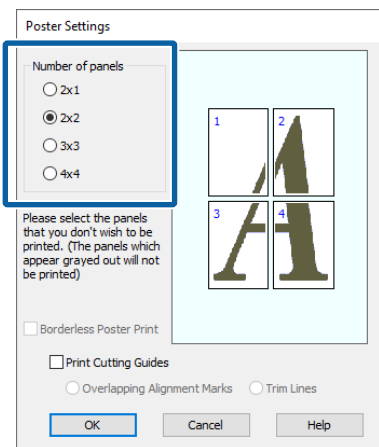 Poster Settings
Number of panels
2x1
2x2
3x3
4x4
1 2
3 4
Please select the panels
that you don't wish to be
printed. (The panels which
appear grayed out will not
be printed)
Borderless Poster Print
Print Cutting Guides
Overlapping Alignment Marks Trim Lines
OK Cancel Help